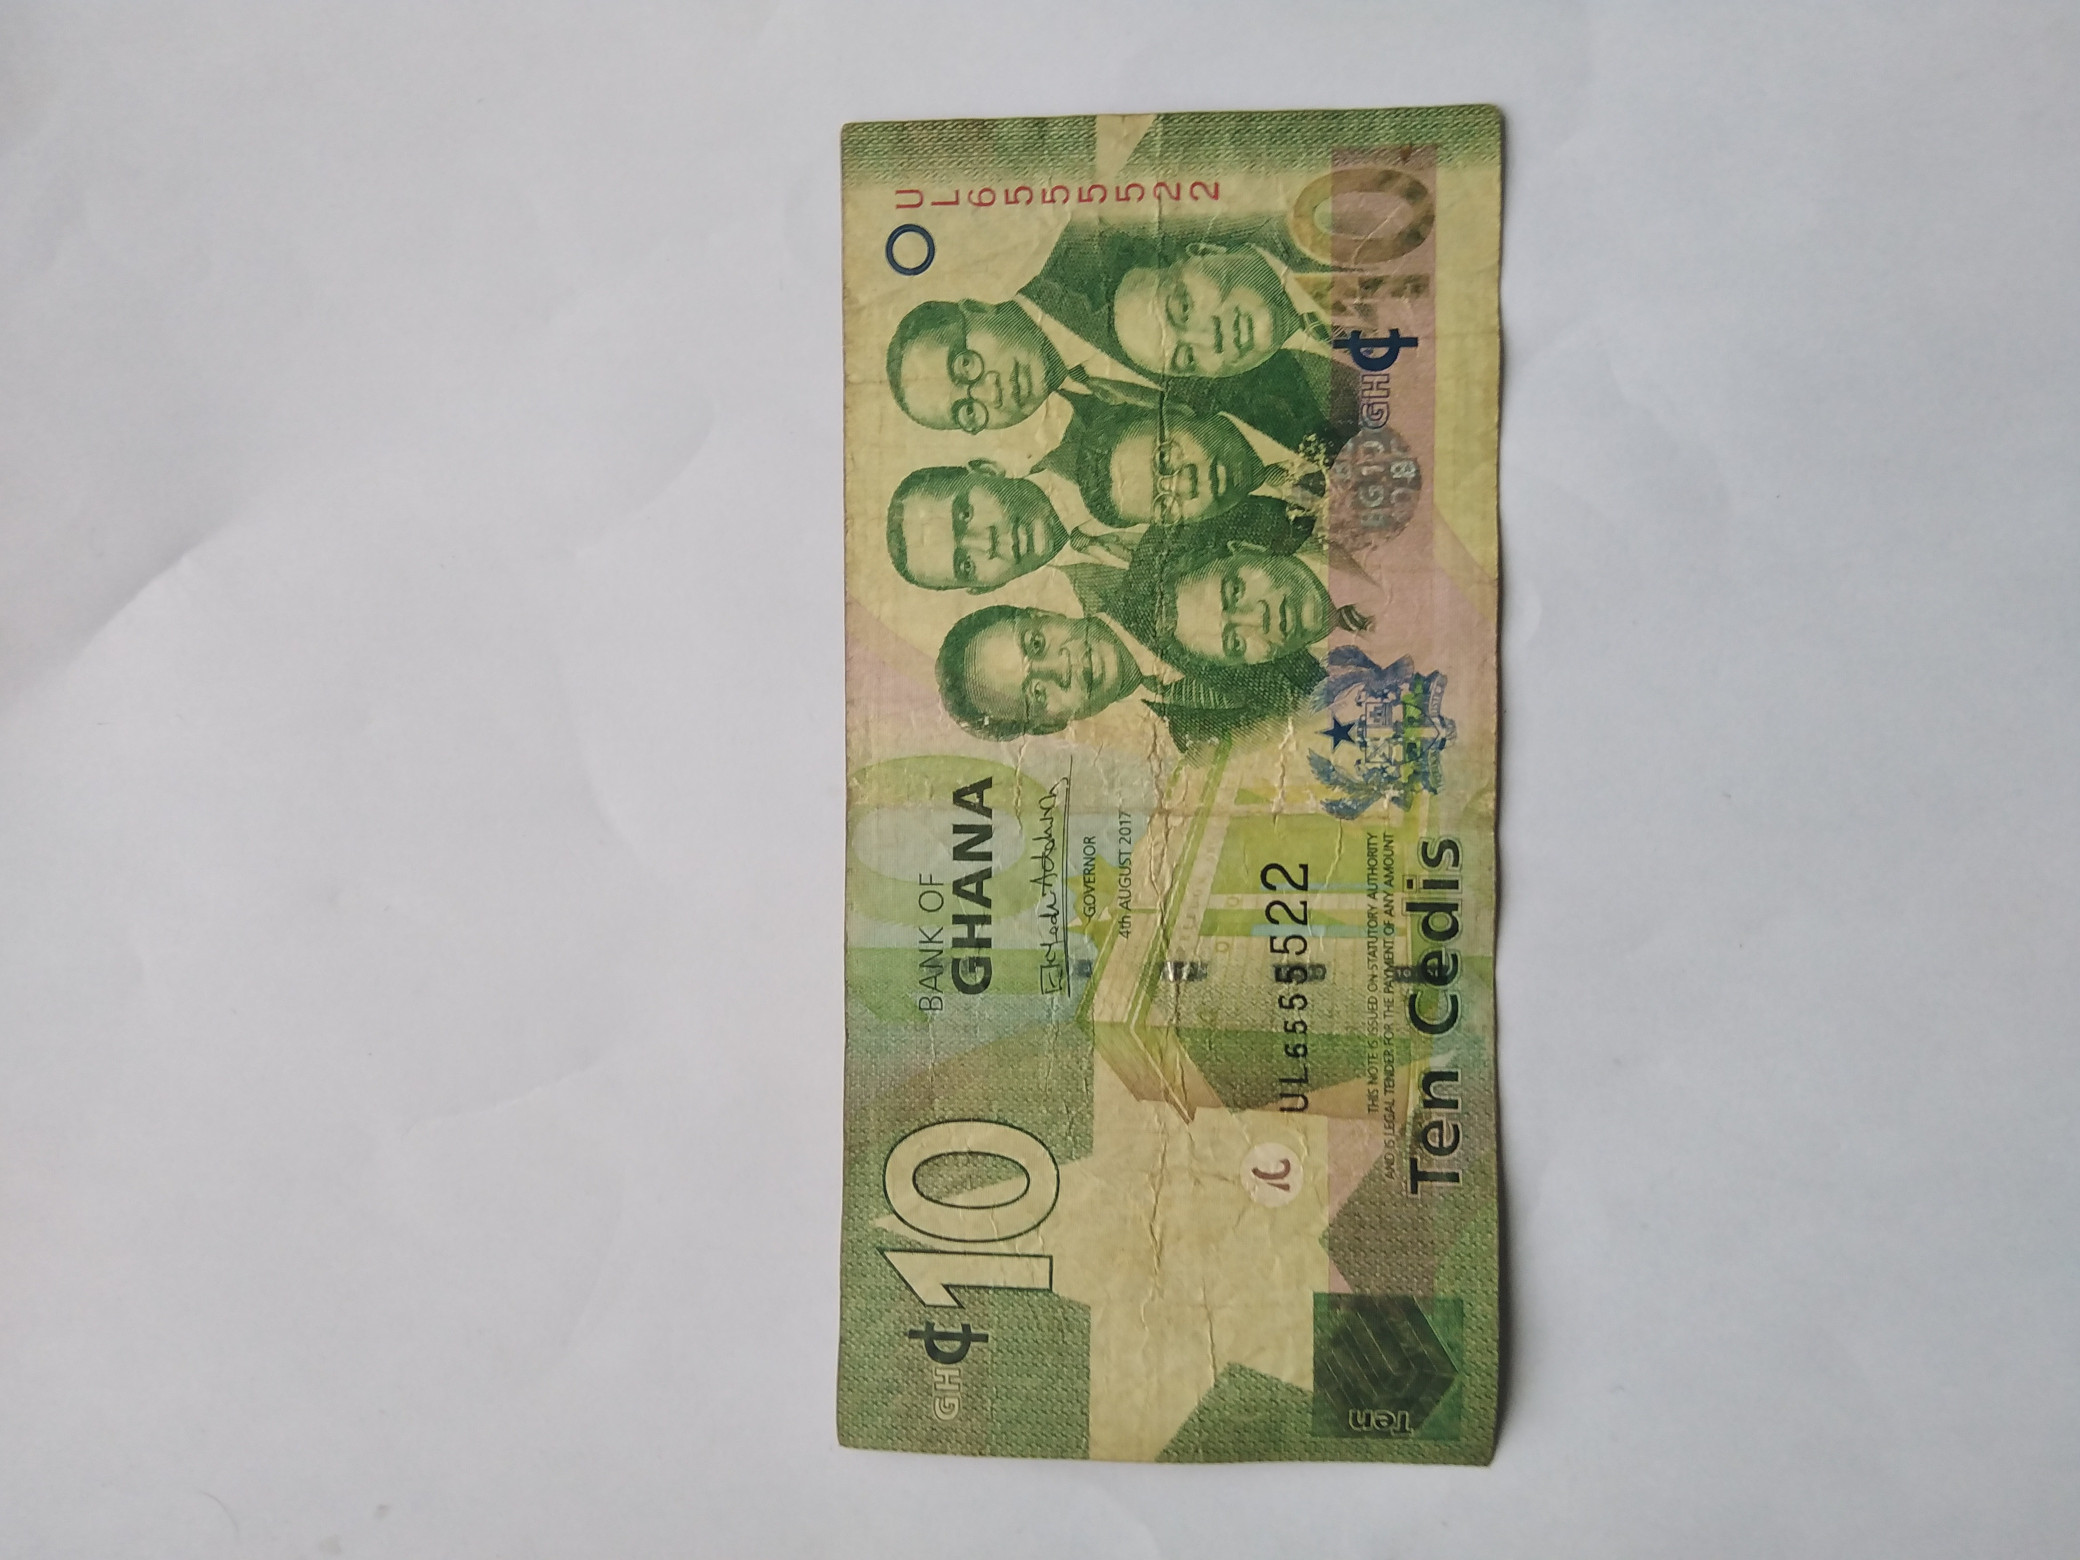 GH₵10
BANK OF
GHANA
GOVERNOR
4th AUGUST 2017
UL6555522
UL6555522
THIS NOTE IS ISSUED ON STATUTORY AUTHORITY
AND IS LEGAL TENDER FOR THE PAYMENT OF ANY AMOUNT
Ten Cedis
Ten
GH₵10